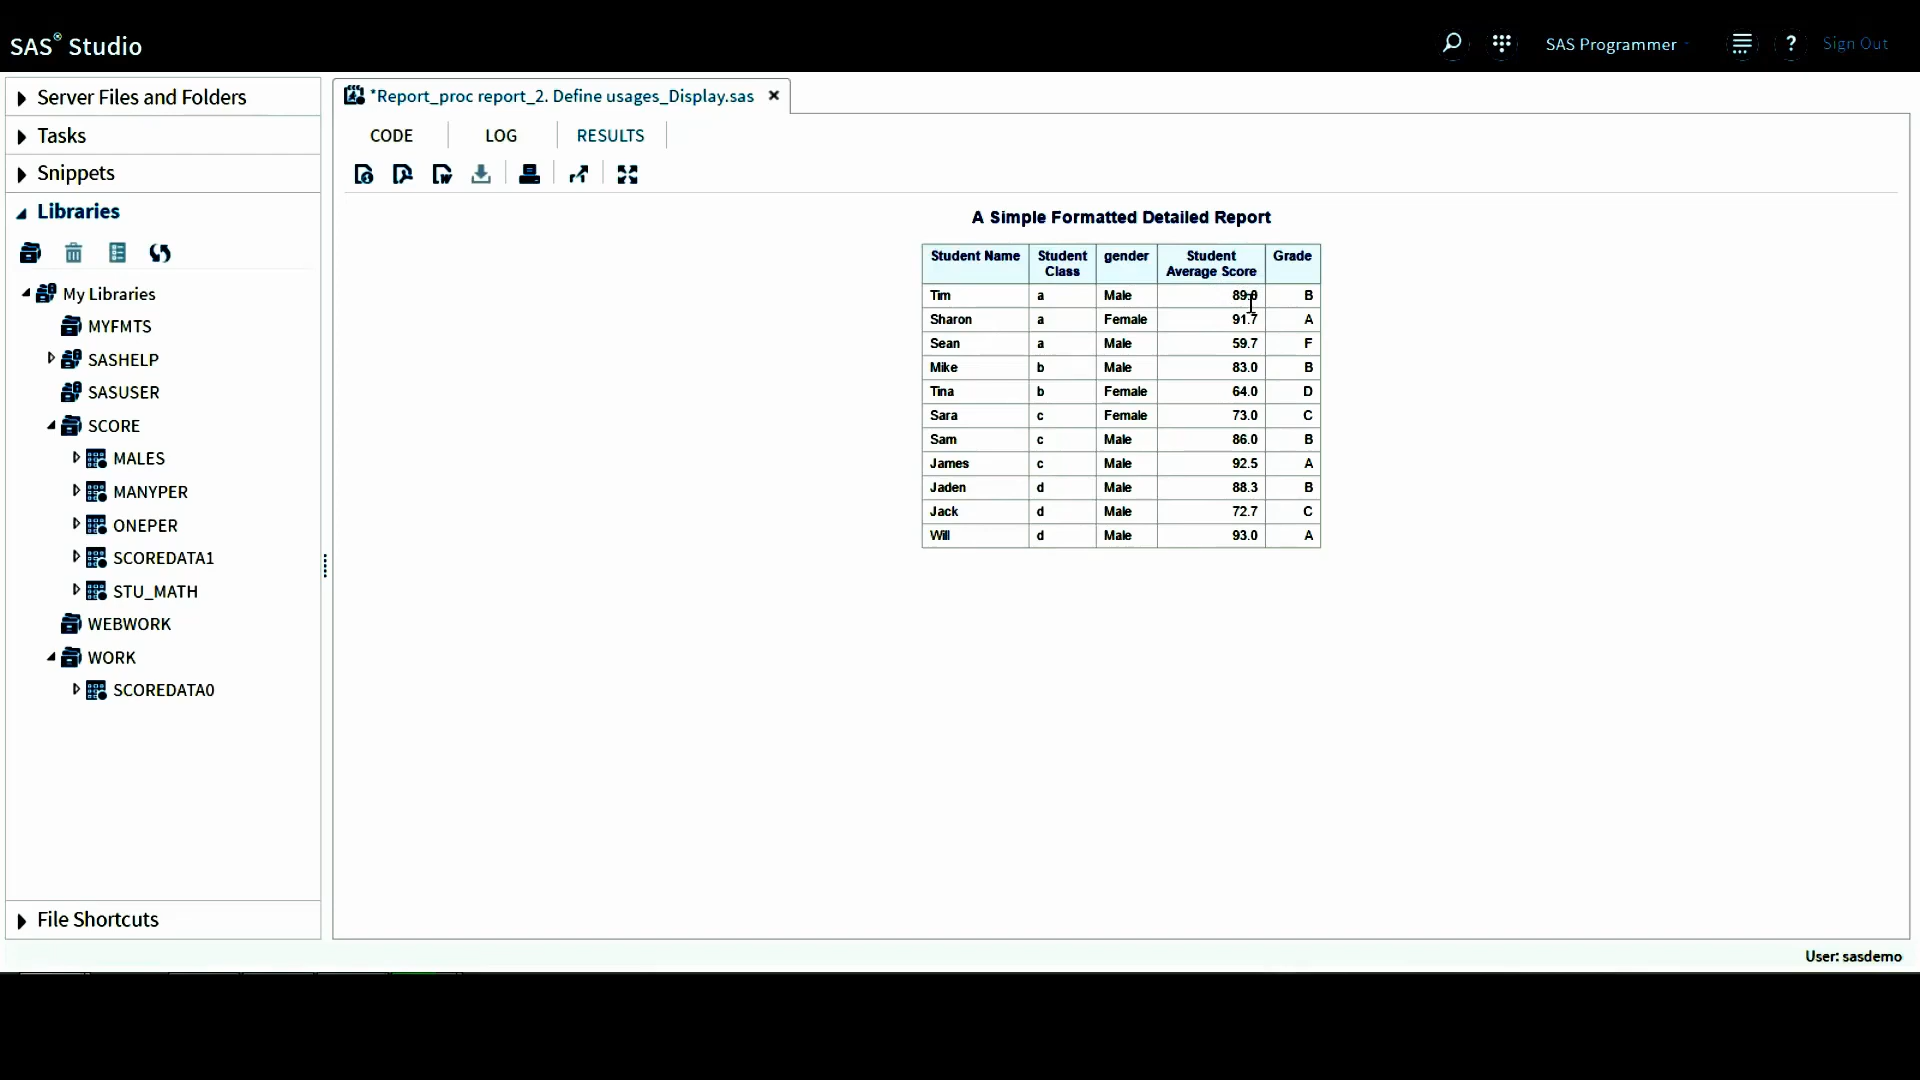 SAS® Studio
SAS Programmer
?
Sign Out
Server Files and Folders
Tasks
Snippets
Libraries
My Libraries
MYFMTS
SASHELP
SASUSER
SCORE
MALES
MANYPER
ONEPER
SCOREDATA1
STU_MATH
WEBWORK
WORK
SCOREDATA0
File Shortcuts
*Report_proc report_2. Define usages_Display.sas
CODE LOG RESULTS
A Simple Formatted Detailed Report
Student Name Student Class gender Student Average Score Grade
Tim a Male 89.0 B
Sharon a Female 91.7 A
Sean a Male 59.7 F
Mike b Male 83.0 B
Tina b Female 64.0 D
Sara c Female 73.0 C
Sam c Male 86.0 B
James c Male 92.5 A
Jaden d Male 88.3 B
Jack d Male 72.7 C
Will d Male 93.0 A
User: sasdemo